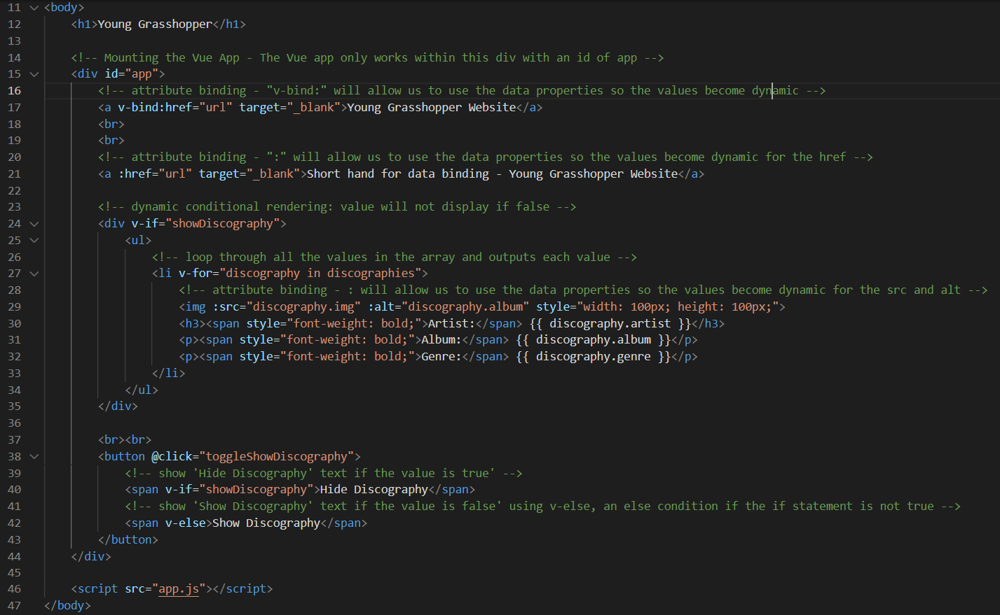 11 <body>
12 <h1>Young Grasshopper</h1>
13
14 <!-- Mounting the Vue App - The Vue app only works within this div with an id of app -->
15 <div id="app">
16 <!-- attribute binding - "v-bind:" will allow us to use the data properties so the values become dynamic -->
17 <a v-bind:href="url" target="_blank">Young Grasshopper Website</a>
18 <br>
19 <br>
20 <!-- attribute binding - ":" will allow us to use the data properties so the values become dynamic for the href -->
21 <a :href="url" target="_blank">Short hand for data binding - Young Grasshopper Website</a>
22
23 <!-- dynamic conditional rendering: value will not display if false -->
24 <div v-if="showDiscography">
25 <ul>
26 <!-- loop through all the values in the array and outputs each value -->
27 <li v-for="discography in discographies">
28 <!-- attribute binding - : will allow us to use the data properties so the values become dynamic for the src and alt -->
29 <img :src="discography.img" :alt="discography.album" style="width: 100px; height: 100px;">
30 <h3><span style="font-weight: bold;">Artist:</span> {{ discography.artist }}</h3>
31 <p><span style="font-weight: bold;">Album:</span> {{ discography.album }}</p>
32 <p><span style="font-weight: bold;">Genre:</span> {{ discography.genre }}</p>
33 </li>
34 </ul>
35 </div>
36
37 <br><br>
38 <button @click="toggleShowDiscography">
39 <!-- show 'Hide Discography' text if the value is true' -->
40 <span v-if="showDiscography">Hide Discography</span>
41 <!-- show 'Show Discography' text if the value is false' using v-else, an else condition if the if statement is not true -->
42 <span v-else>Show Discography</span>
43 </button>
44 </div>
45
46 <script src="app.js"></script>
47 </body>